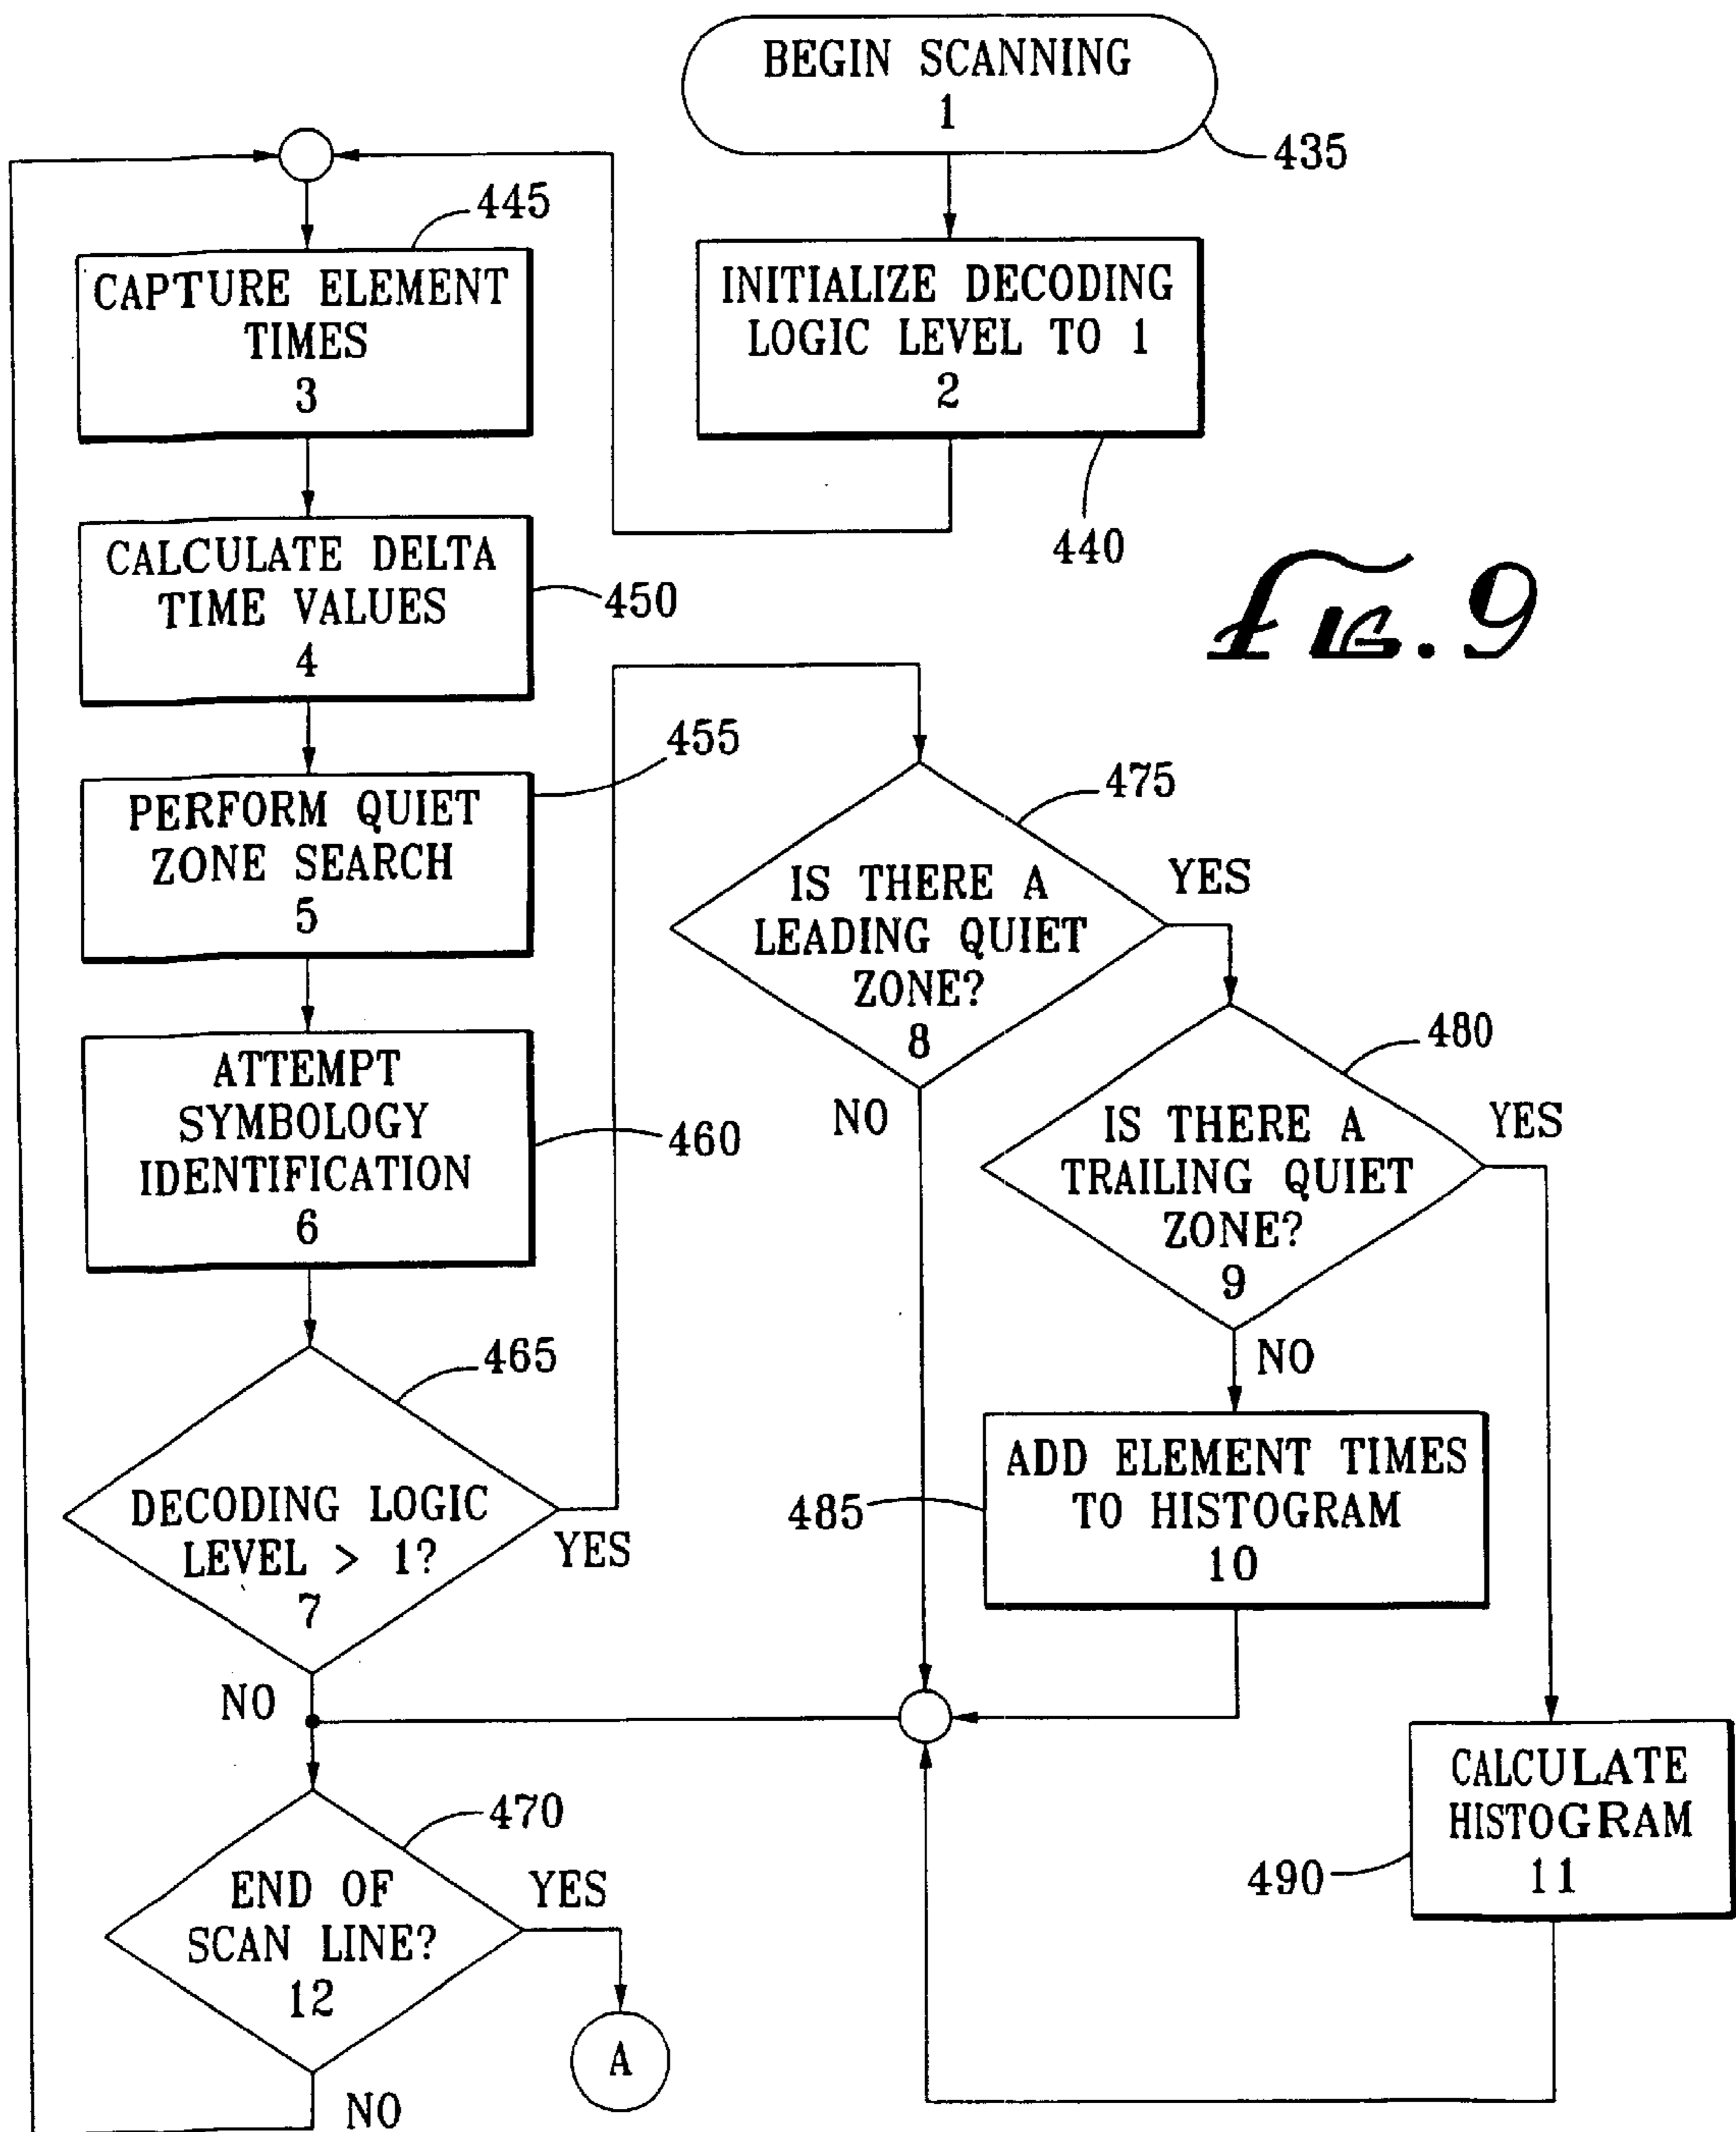 BEGIN SCANNING
1
435
INITIALIZE DECODING
LOGIC LEVEL TO 1
2
440
445
CAPTURE ELEMENT
TIMES
3
CALCULATE DELTA
TIME VALUES
4
450
FIG. 9
455
PERFORM QUIET
ZONE SEARCH
5
ATTEMPT
SYMBOLOGY
IDENTIFICATION
6
460
465
DECODING LOGIC
LEVEL > 1?
7
YES
NO
475
IS THERE A
LEADING QUIET
ZONE?
8
YES
NO
480
IS THERE A
TRAILING QUIET
ZONE?
9
YES
NO
ADD ELEMENT TIMES
TO HISTOGRAM
10
485
CALCULATE
HISTOGRAM
11
490
470
END OF
SCAN LINE?
12
YES
A
NO